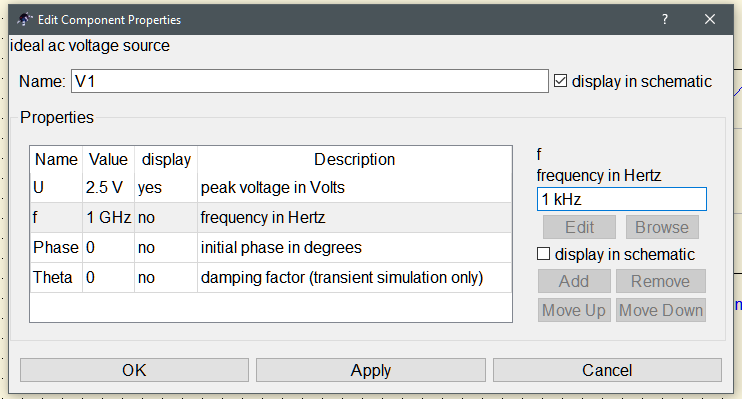 Edit Component Properties ? ×
ideal ac voltage source
Name: V1 display in schematic
Properties
Name Value display Description
U 2.5 V yes peak voltage in Volts
f 1 GHz no frequency in Hertz
Phase 0 no initial phase in degrees
Theta 0 no damping factor (transient simulation only)
f
frequency in Hertz
1 kHz
Edit Browse
display in schematic
Add Remove
Move Up Move Down
OK Apply Cancel